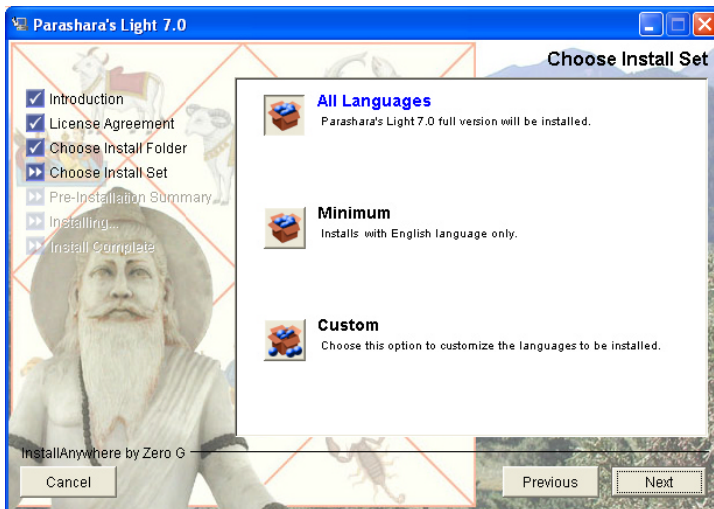 Parashara's Light 7.0
Choose Install Set
Introduction
License Agreement
Choose Install Folder
Choose Install Set
Pre-Installation Summary
Installing...
Install Complete
All Languages
Parashara's Light 7.0 full version will be installed.
Minimum
Installs with English language only.
Custom
Choose this option to customize the languages to be installed.
InstallAnywhere by Zero G
Cancel
Previous
Next